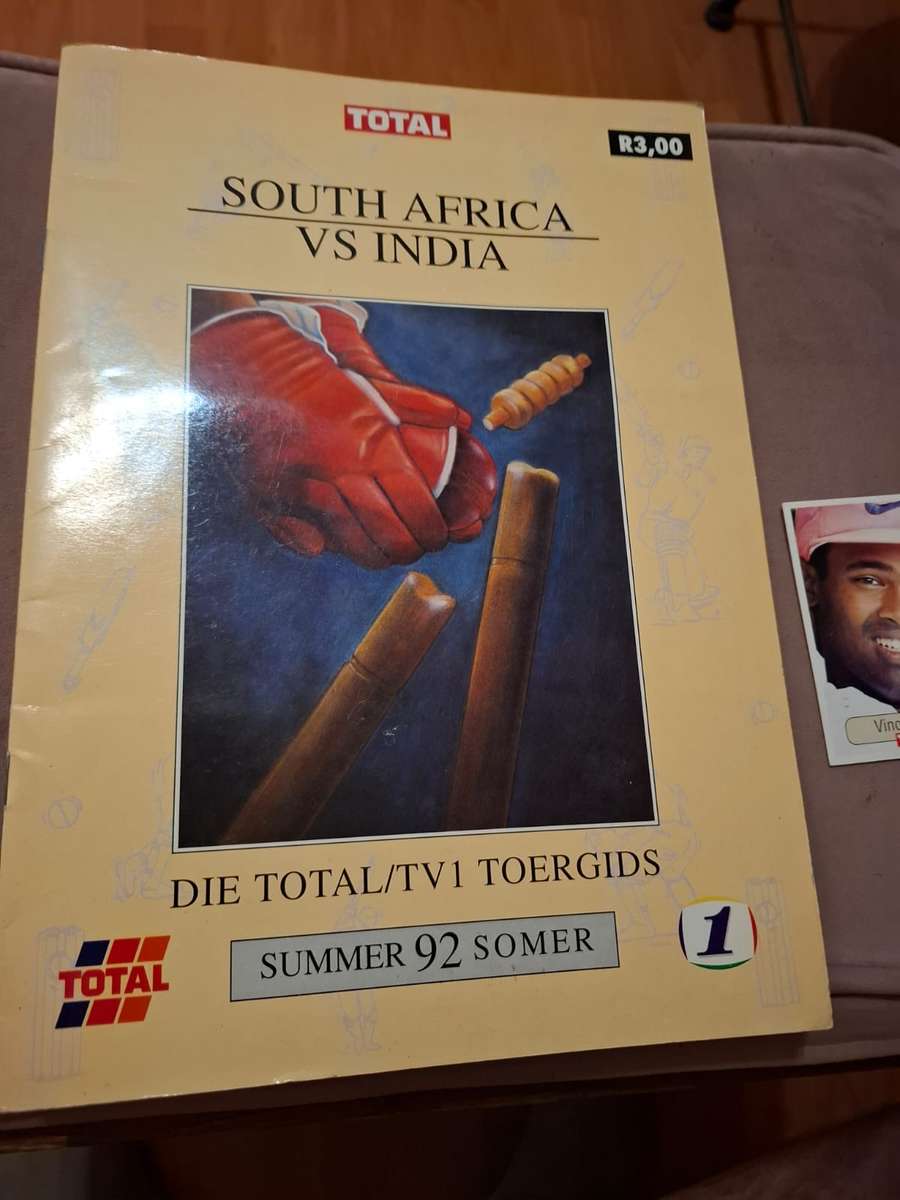 TOTAL
R3,00
SOUTH AFRICA
VS INDIA
DIE TOTAL/TV1 TOERGIDS
SUMMER 92 SOMER
TOTAL
1